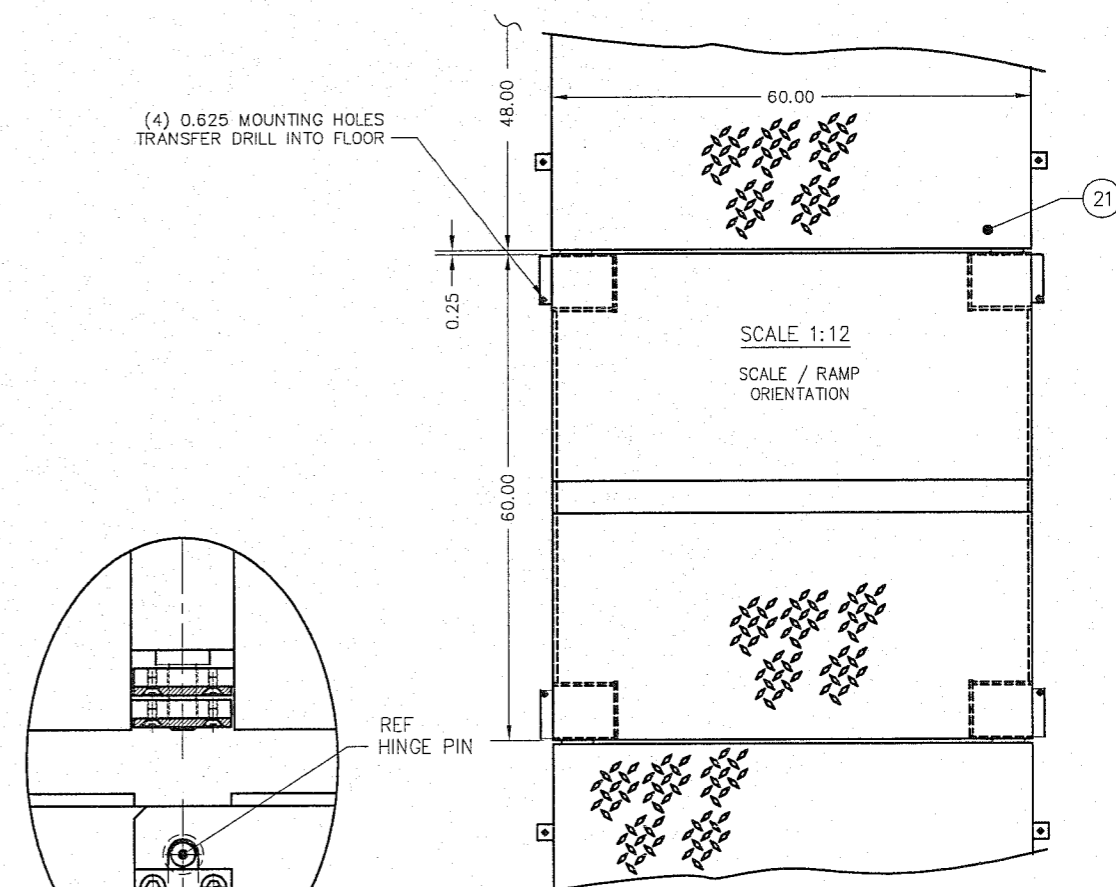 48.00
60.00
(4) 0.625 MOUNTING HOLES
TRANSFER DRILL INTO FLOOR
21
0.25
SCALE 1:12
SCALE / RAMP
ORIENTATION
60.00
REF
HINGE PIN